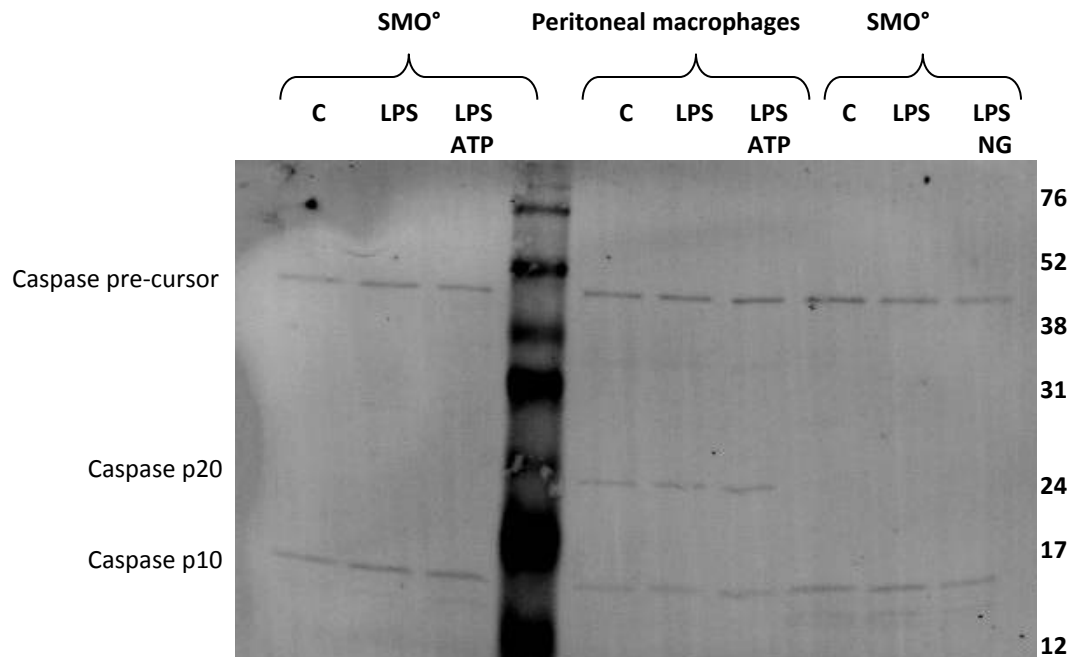 SMO° Peritoneal macrophages SMO°
C LPS LPS C LPS LPS C LPS LPS
ATP ATP NG
76
52
Caspase pre-cursor
38
31
Caspase p20
24
17
Caspase p10
12